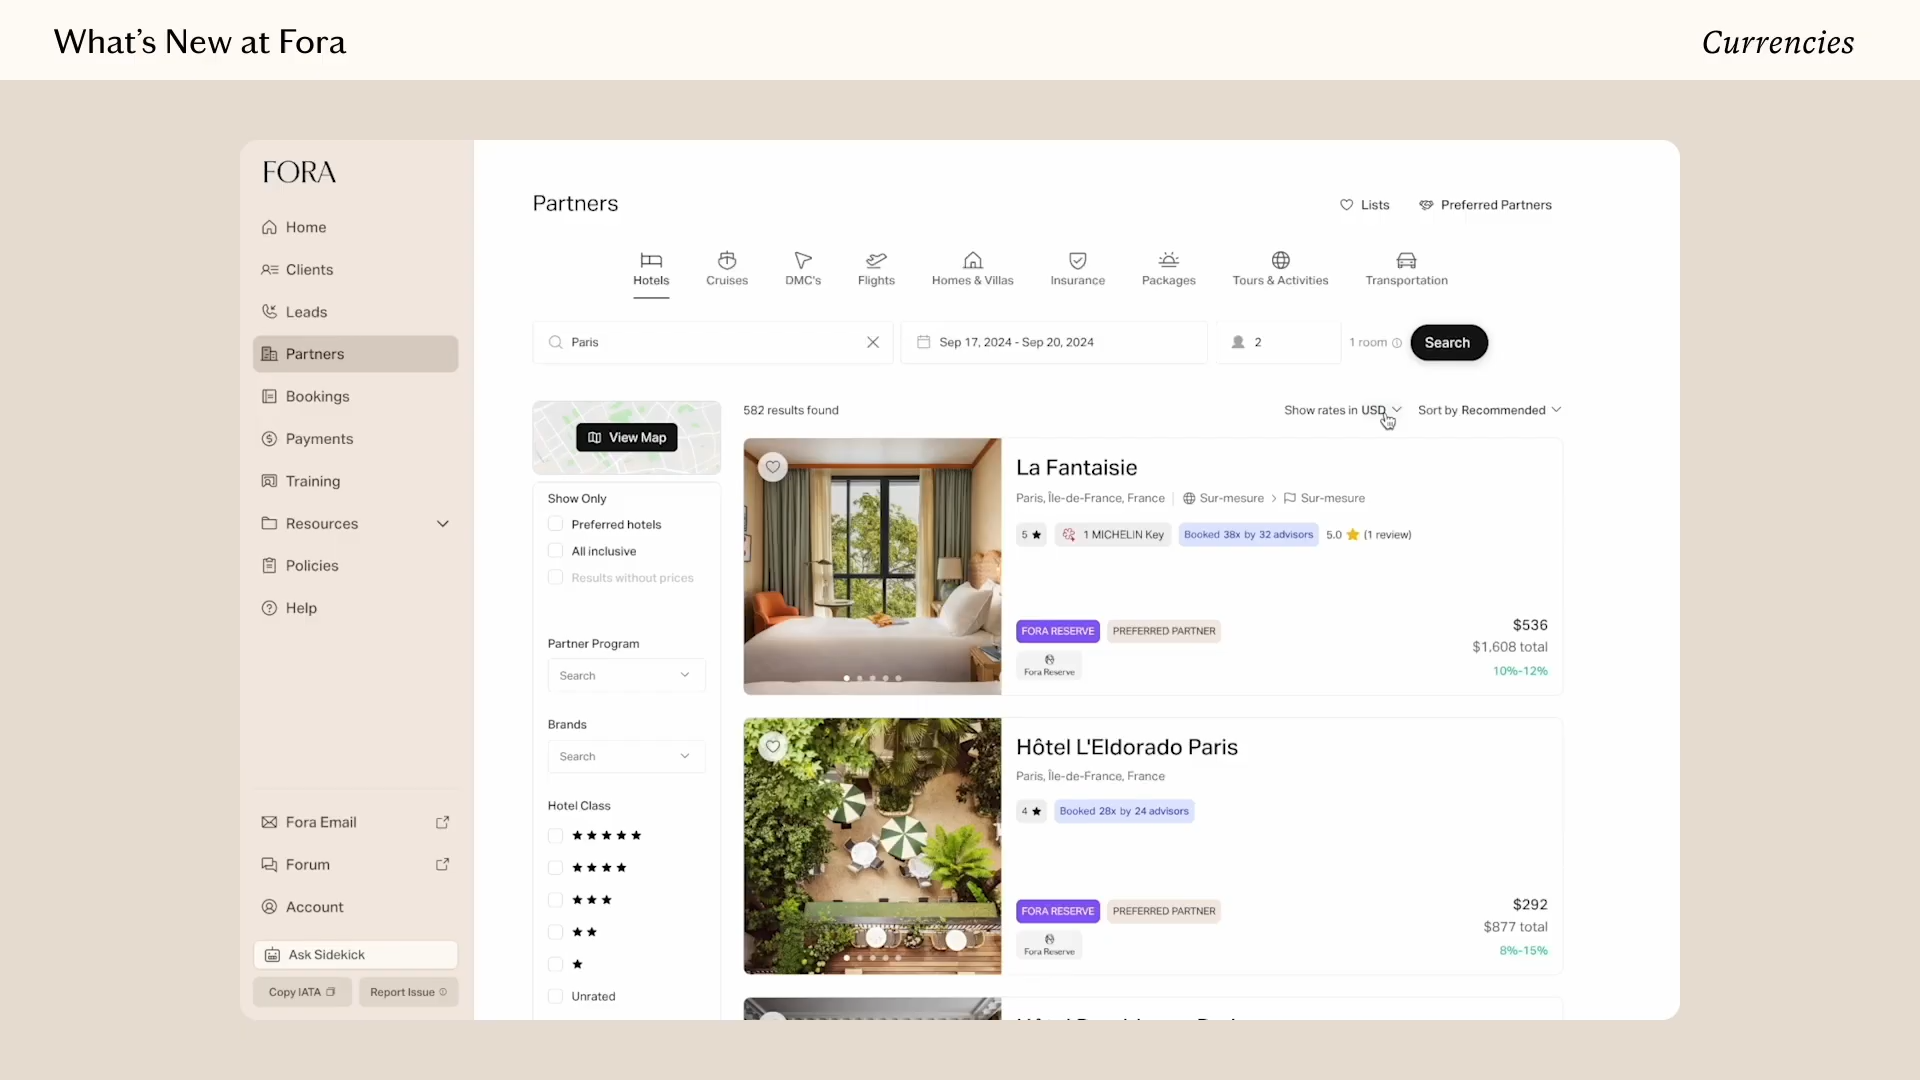 What's New at Fora
Currencies
FORA
Home
Clients
Leads
Partners
Bookings
Payments
Training
Resources
Policies
Help
Fora Email
Forum
Account
Ask Sidekick
Copy IATA
Report Issue
Partners
Lists
Preferred Partners
Hotels
Cruises
DMC's
Flights
Homes & Villas
Insurance
Packages
Tours & Activities
Transportation
Paris
Sep 17, 2024 - Sep 20, 2024
2
1 room
Search
View Map
582 results found
Show rates in USD
Sort by Recommended
Show Only
Preferred hotels
All inclusive
Results without prices
Partner Program
Search
Brands
Search
Hotel Class
Unrated
La Fantaisie
Paris, Île-de-France, France
Sur-mesure
Sur-mesure
5
1 MICHELIN Key
Booked 38x by 32 advisors
5.0 (1 review)
FORA RESERVE
PREFERRED PARTNER
Fora Reserve
$536
$1,608 total
10%-12%
Hôtel L'Eldorado Paris
Paris, Île-de-France, France
4
Booked 28x by 24 advisors
FORA RESERVE
PREFERRED PARTNER
Fora Reserve
$292
$877 total
8%-15%